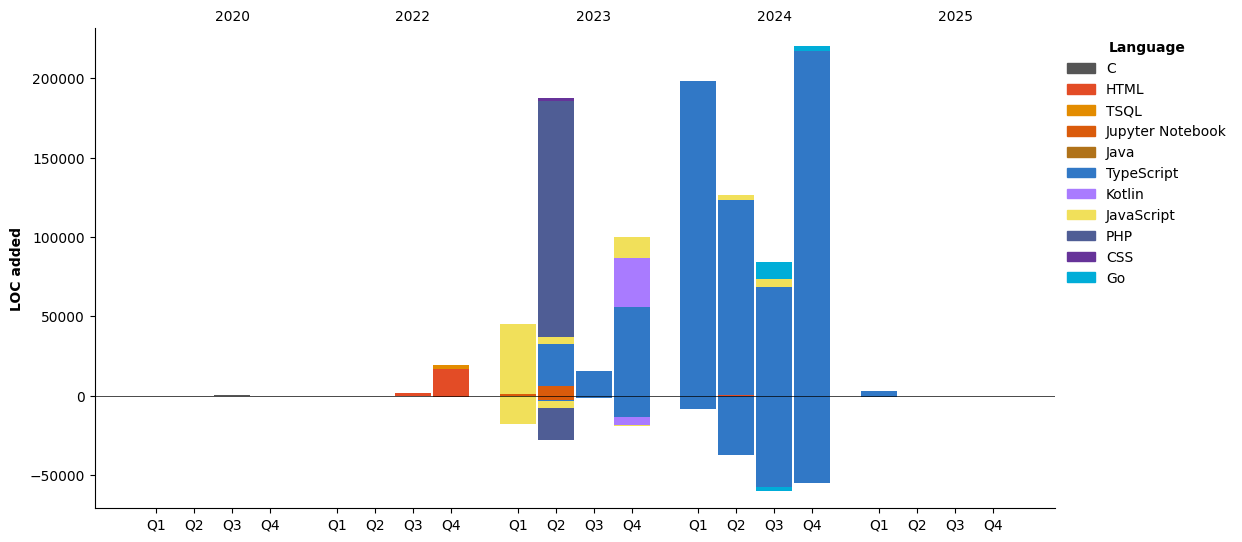 2020 2022 2023 2024 2025
Language
C
HTML
TSQL
Jupyter Notebook
Java
TypeScript
Kotlin
JavaScript
PHP
CSS
Go
LOC added
200000
150000
100000
50000
0
−50000
Q1 Q2 Q3 Q4 Q1 Q2 Q3 Q4 Q1 Q2 Q3 Q4 Q1 Q2 Q3 Q4 Q1 Q2 Q3 Q4